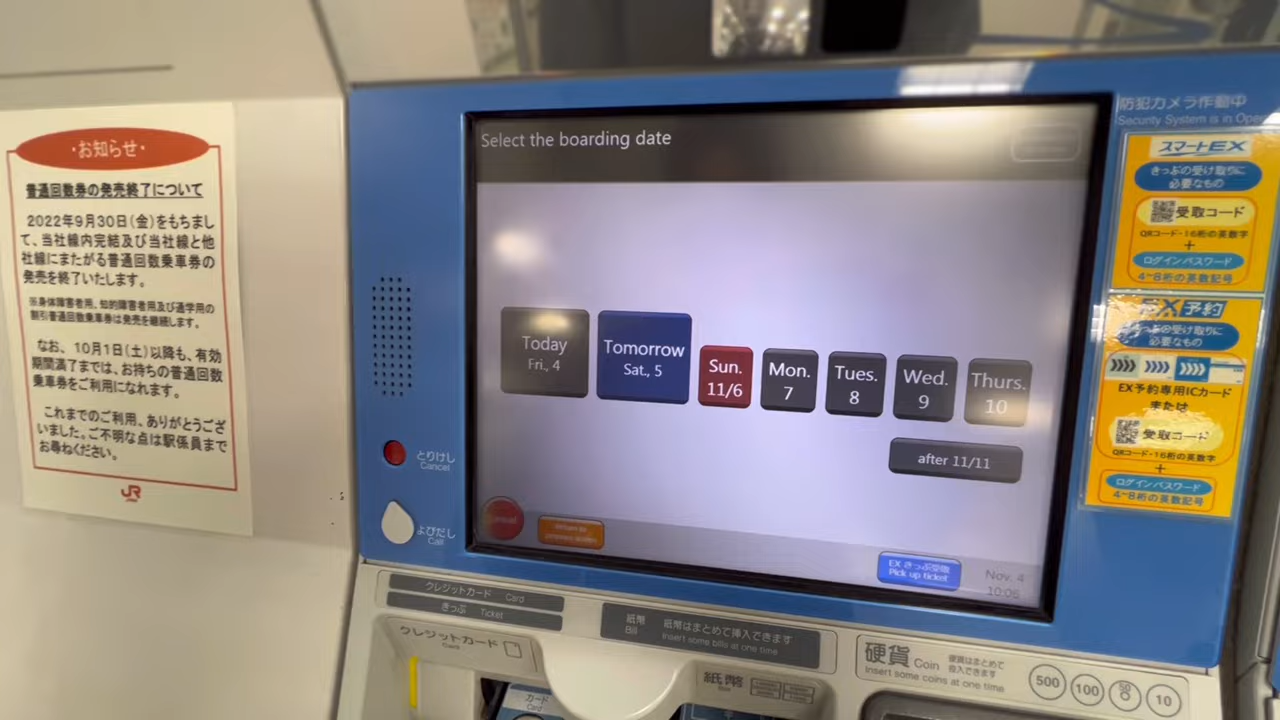 ・お知らせ・
普通回数券の発売終了について
2022年9月30日(金)をもちまし
て、当社線内完結及び当社線と他
社線にまたがる普通回数乗車券の
発売を終了いたします。
※身体障害者用、知的障害者用及び通学用の
割引普通回数乗車券は発売を継続します。
なお、10月1日(土)以降も、有効
期間満了までは、お持ちの普通回数
乗車券をご利用になれます。
これまでのご利用、ありがとうござ
いました。ご不明な点は駅係員まで
お尋ねください。
JR
Select the boarding date
Today
Fri., 4
Tomorrow
Sat., 5
Sun.
11/6
Mon.
7
Tues.
8
Wed.
9
Thurs.
10
after 11/11
Cancel
Return to
previous screen
EX きっぷ受取
Pick up ticket
Nov. 4
10:06
とりけし
Cancel
よびだし
Call
防犯カメラ作動中
Security System is in Oper
スマートEX
きっぷの受け取りに
必要なもの
受取コード
QRコード・16桁の英数字
+
ログインパスワード
4~8桁の英数記号
EX予約
きっぷの受け取りに
必要なもの
EX予約専用ICカード
または
受取コード
QRコード・16桁の英数字
+
ログインパスワード
4~8桁の英数記号
クレジットカード Card
きっぷ Ticket
クレジットカード
Card
紙幣
Bill
紙幣はまとめて挿入できます
Insert some bills at one time
硬貨 Coin
硬貨はまとめて
投入できます
Insert some coins at one time
500
100
50
10
カード
Card
紙幣
Bill